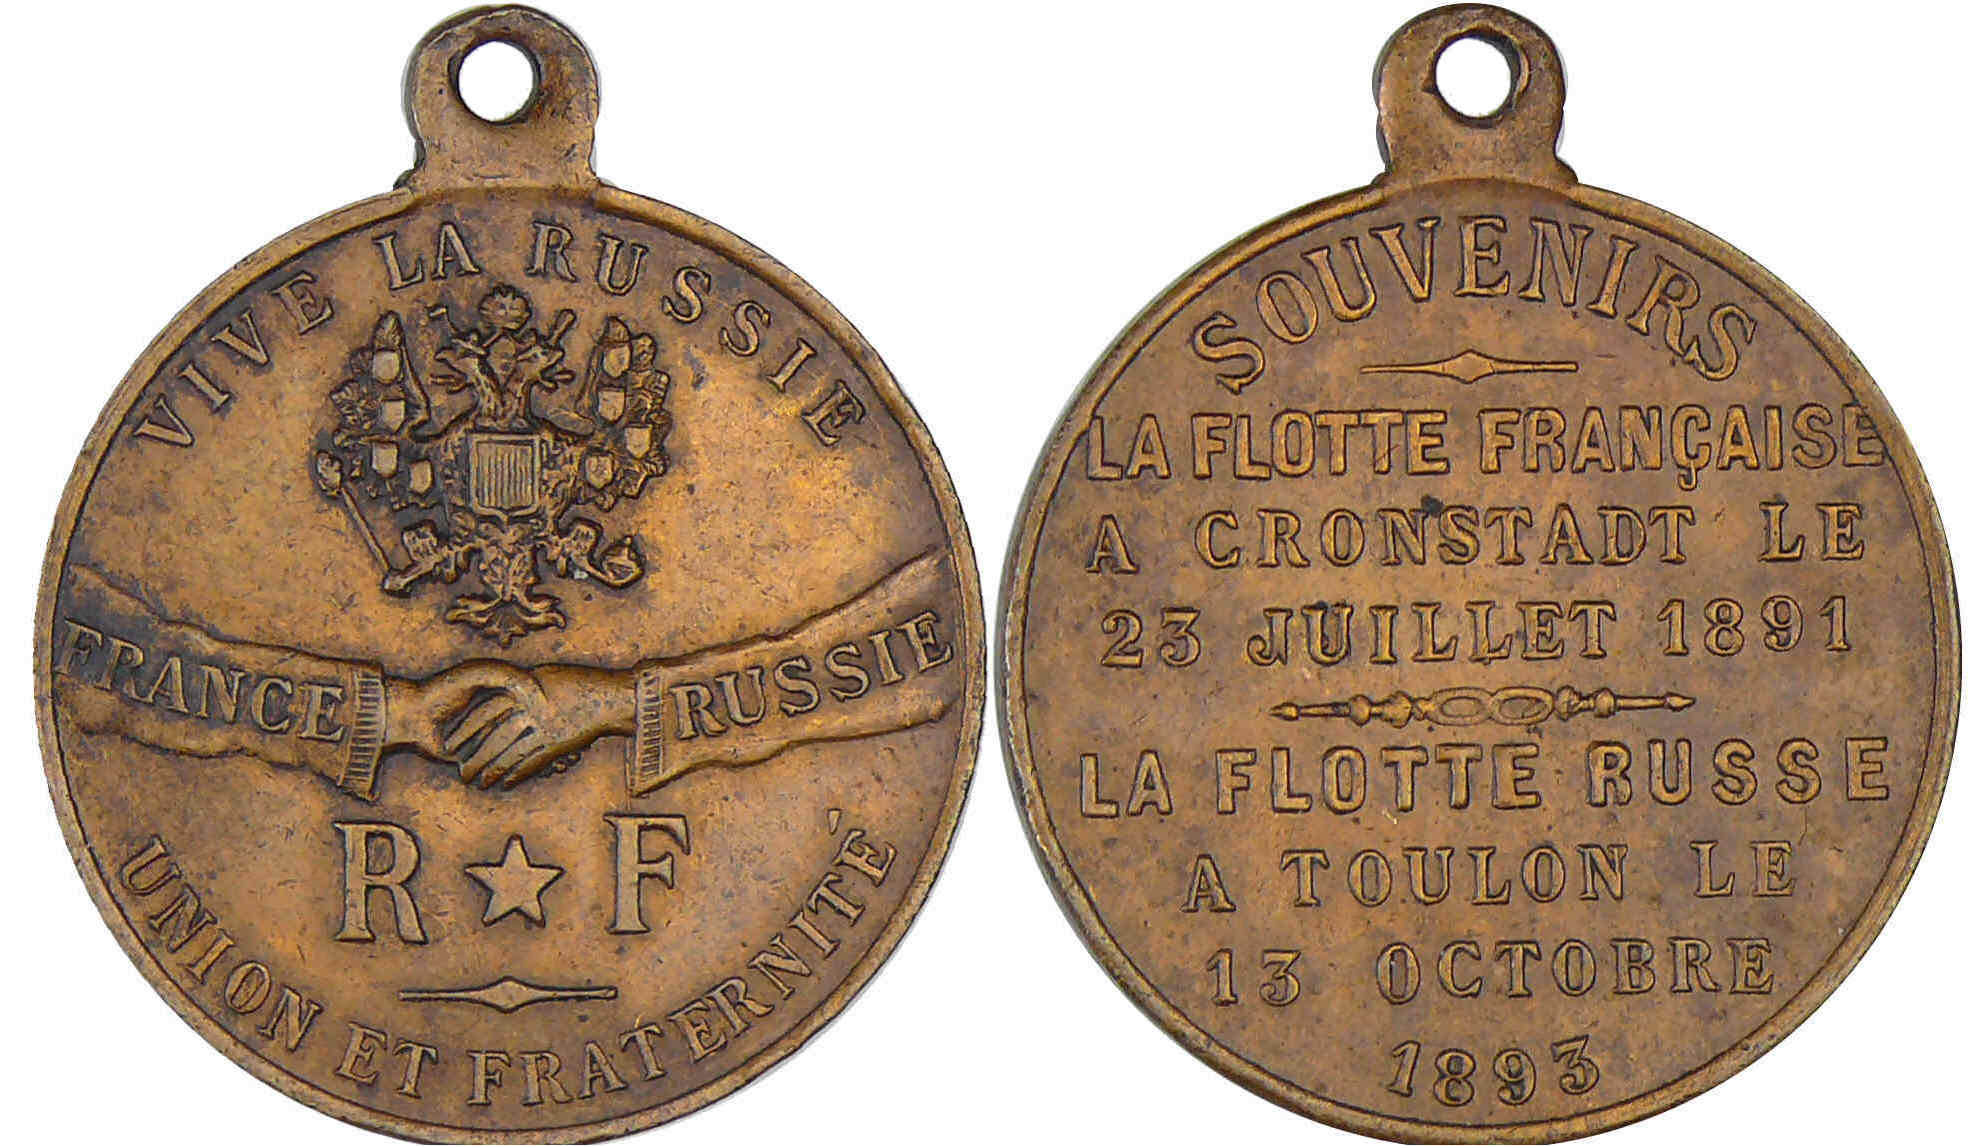 VIVE LA RUSSIE
FRANCE RUSSIE
R ★ F
UNION ET FRATERNITÉ
SOUVENIRS
LA FLOTTE FRANÇAISE
A CRONSTADT LE
23 JUILLET 1891
LA FLOTTE RUSSE
A TOULON LE
13 OCTOBRE
1893